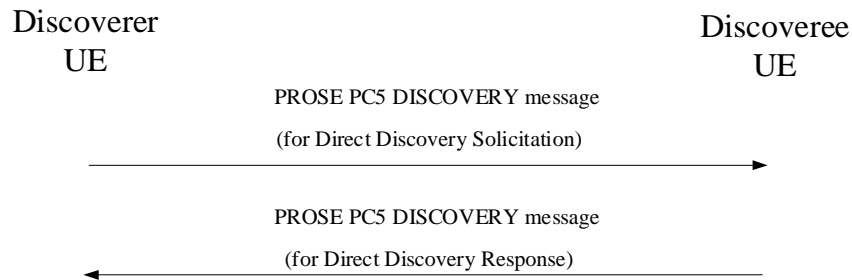 Discoverer
UE
Discoveree
UE
PROSE PC5 DISCOVERY message
(for Direct Discovery Solicitation)
PROSE PC5 DISCOVERY message
(for Direct Discovery Response)